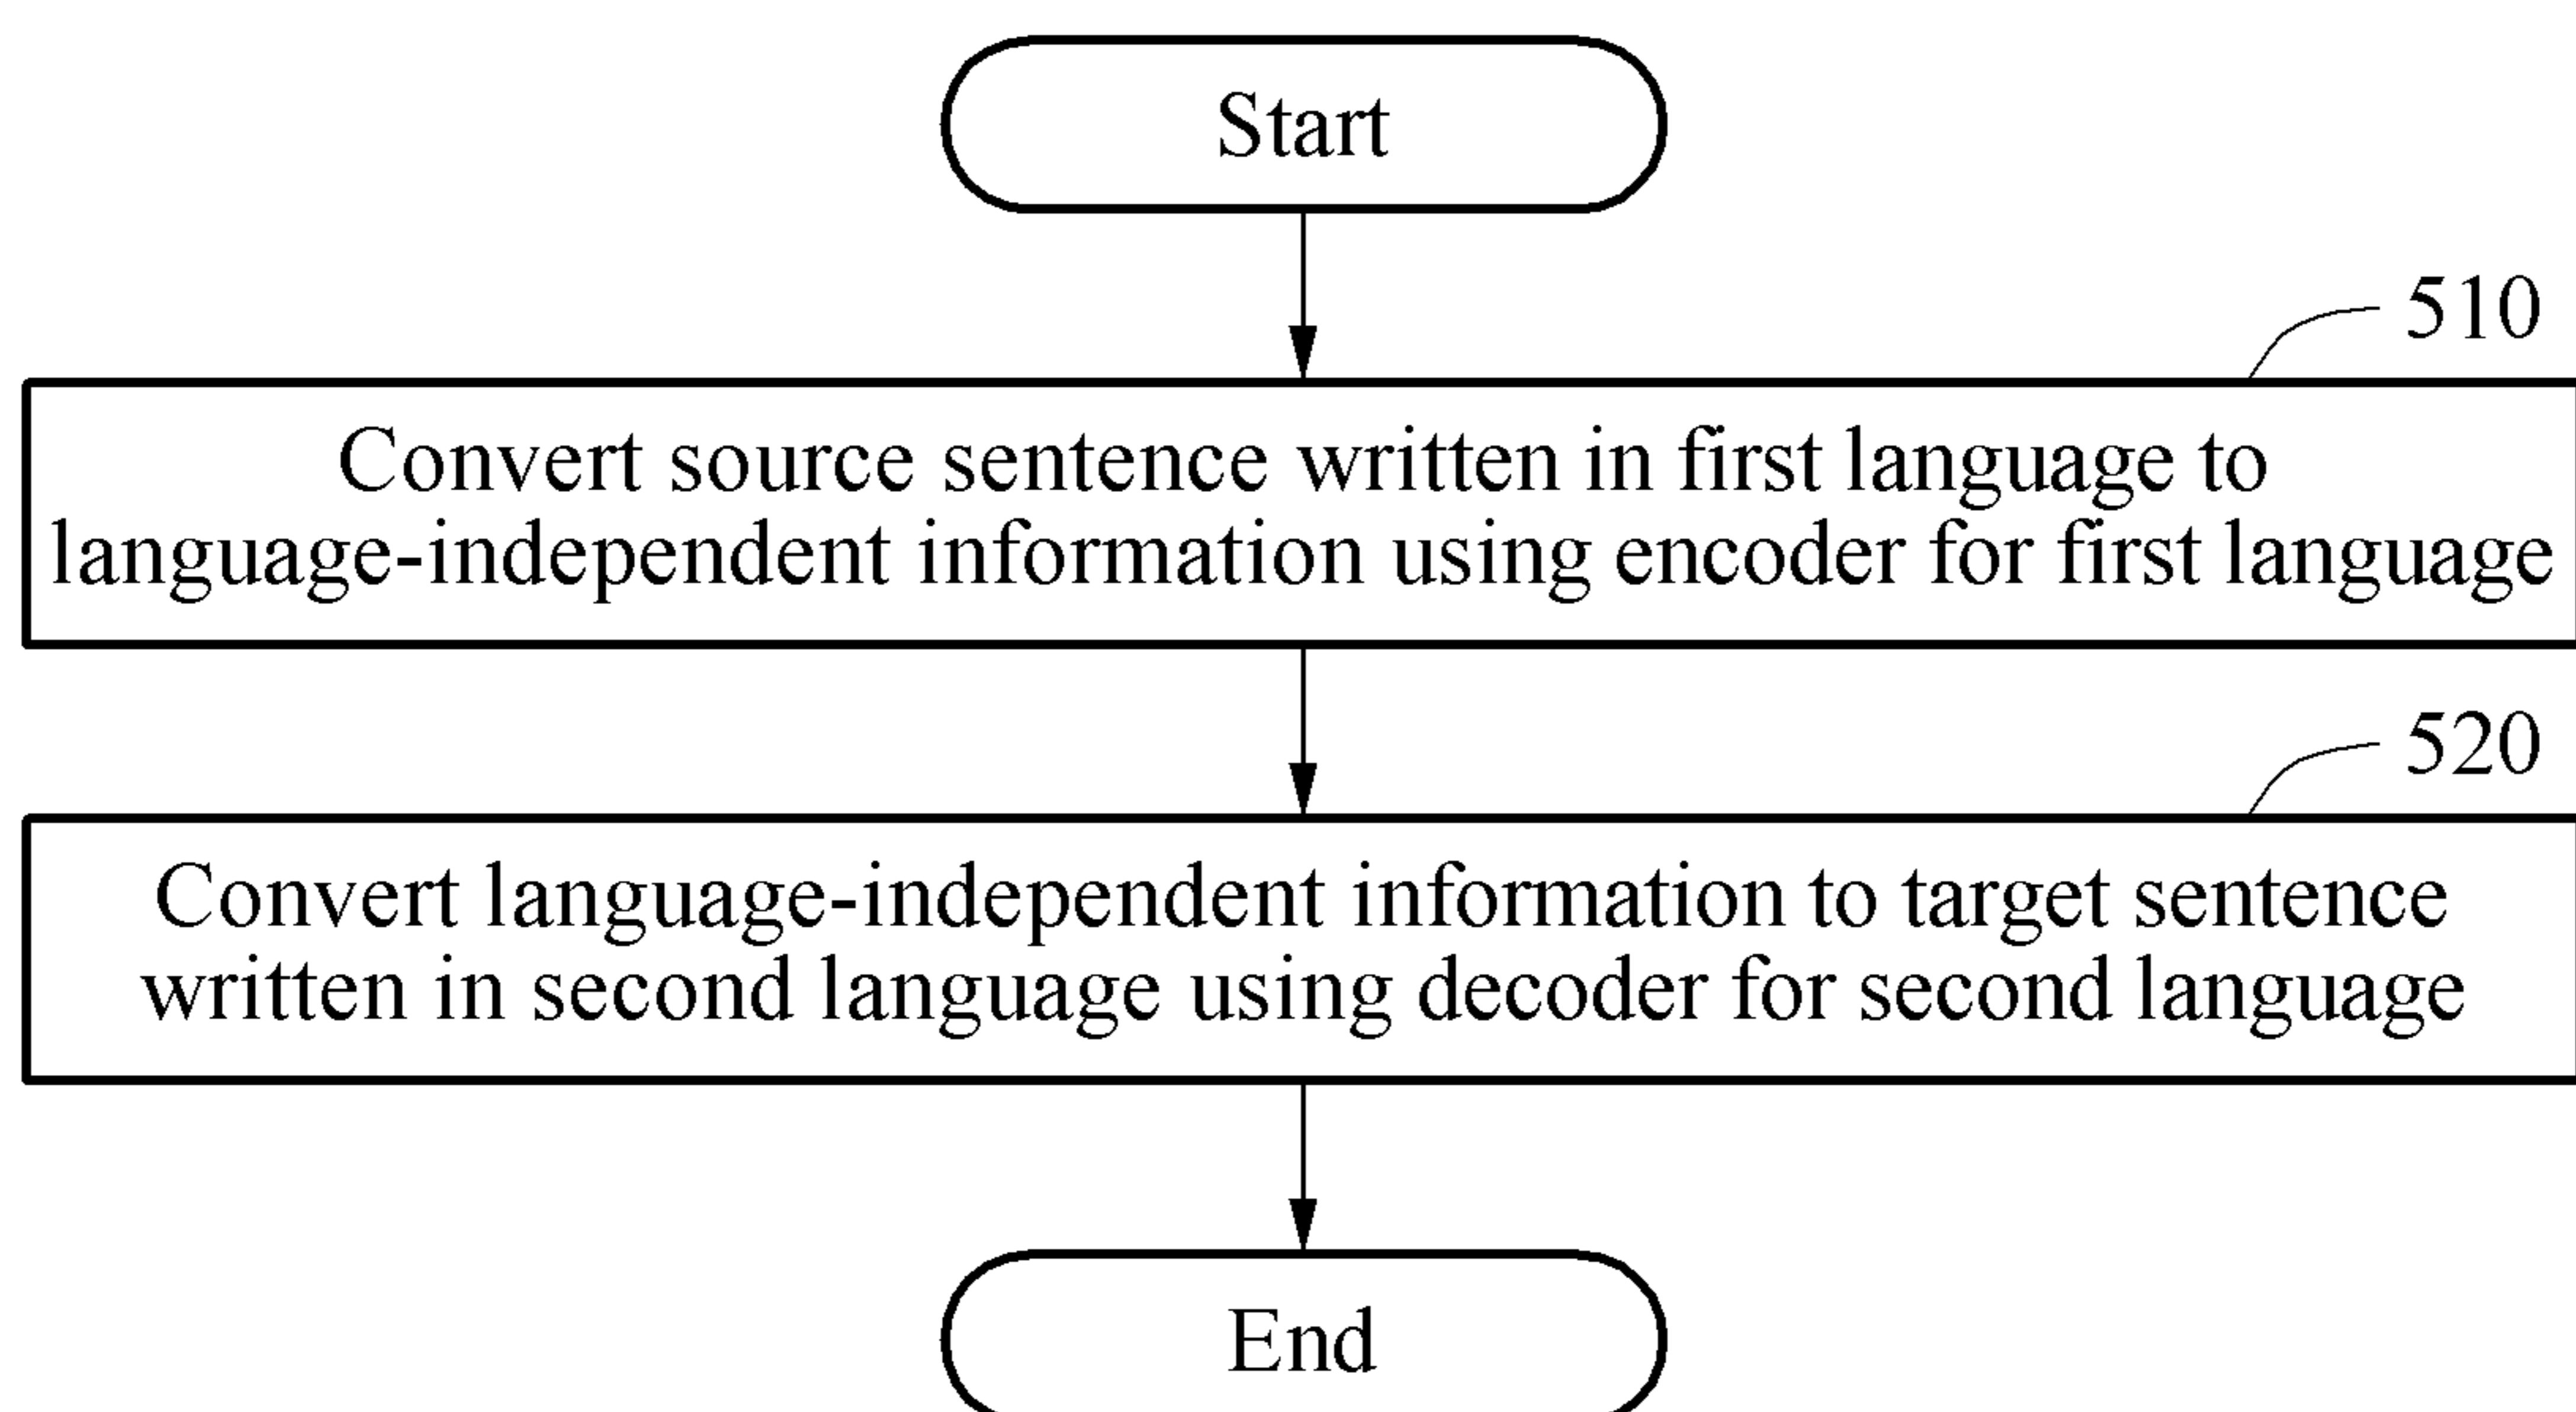 Start
510
Convert source sentence written in first language to
language-independent information using encoder for first language
520
Convert language-independent information to target sentence
written in second language using decoder for second language
End